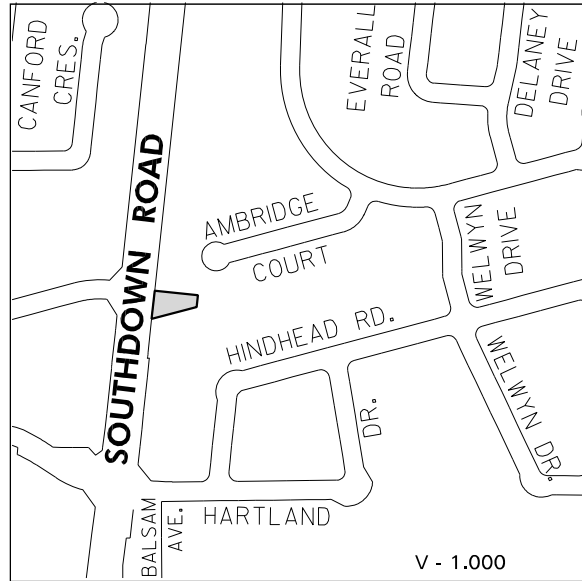 CANFORD
CRES.
EVERALL
ROAD
DELANEY
DRIVE
SOUTHDOWN ROAD
AMBRIDGE
COURT
WELWYN
DRIVE
HINDHEAD RD.
WELWYN DR.
DR.
HARTLAND
BALSAM
AVE.
V - 1.000